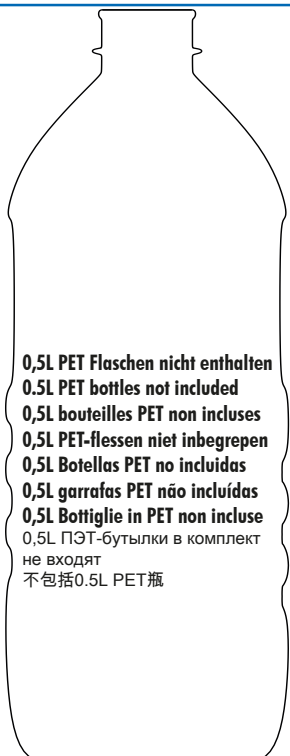 0,5L PET Flaschen nicht enthalten
0.5L PET bottles not included
0,5L bouteilles PET non incluses
0,5L PET-flessen niet inbegrepen
0,5L Botellas PET no incluidas
0,5L garrafas PET não incluídas
0,5L Bottiglie in PET non incluse
0,5L ПЭТ-бутылки в комплект
не входят
不包括0.5L PET瓶